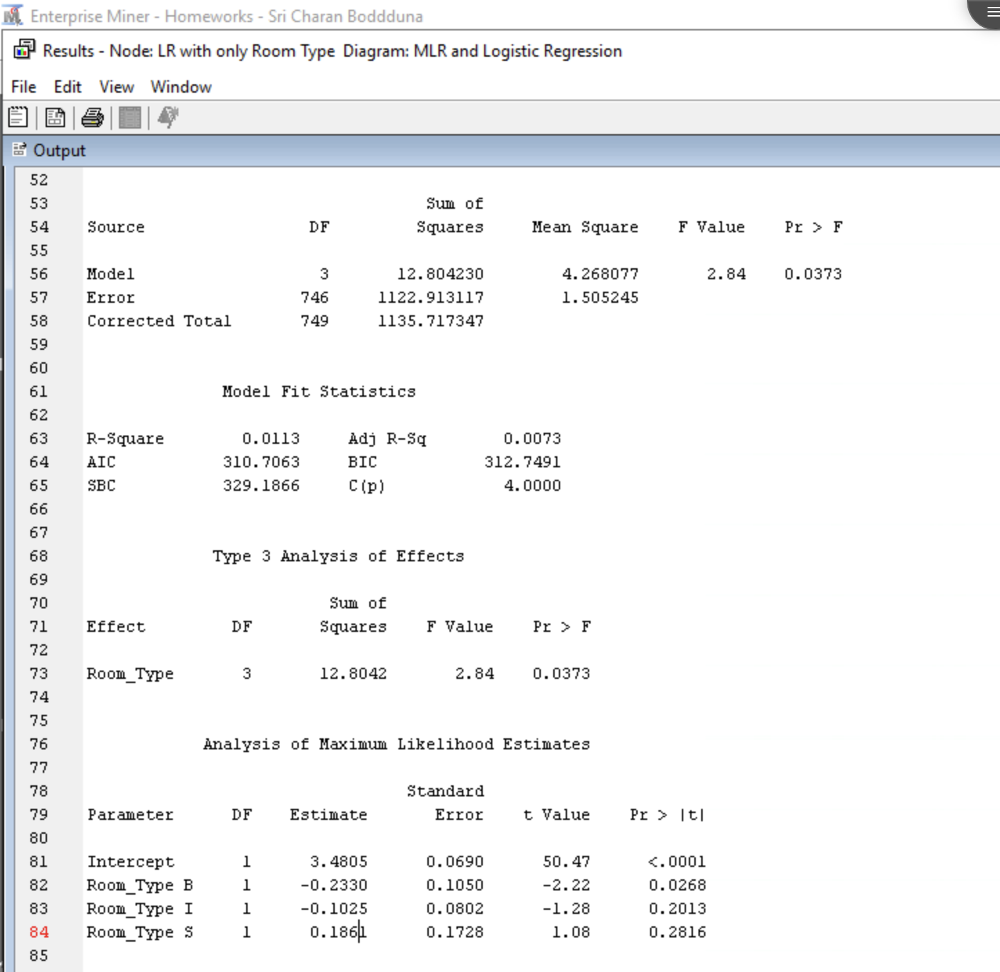 Enterprise Miner - Homeworks - Sri Charan Boddduna
Results - Node: LR with only Room Type Diagram: MLR and Logistic Regression
File Edit View Window
Output
52
53 Sum of
54 Source DF Squares Mean Square F Value Pr > F
55
56 Model 3 12.804230 4.268077 2.84 0.0373
57 Error 746 1122.913117 1.505245
58 Corrected Total 749 1135.717347
59
60
61 Model Fit Statistics
62
63 R-Square 0.0113 Adj R-Sq 0.0073
64 AIC 310.7063 BIC 312.7491
65 SBC 329.1866 C(p) 4.0000
66
67
68 Type 3 Analysis of Effects
69
70 Sum of
71 Effect DF Squares F Value Pr > F
72
73 Room_Type 3 12.8042 2.84 0.0373
74
75
76 Analysis of Maximum Likelihood Estimates
77
78 Standard
79 Parameter DF Estimate Error t Value Pr > |t|
80
81 Intercept 1 3.4805 0.0690 50.47 <.0001
82 Room_Type B 1 -0.2330 0.1050 -2.22 0.0268
83 Room_Type I 1 -0.1025 0.0802 -1.28 0.2013
84 Room_Type S 1 0.1861 0.1728 1.08 0.2816
85